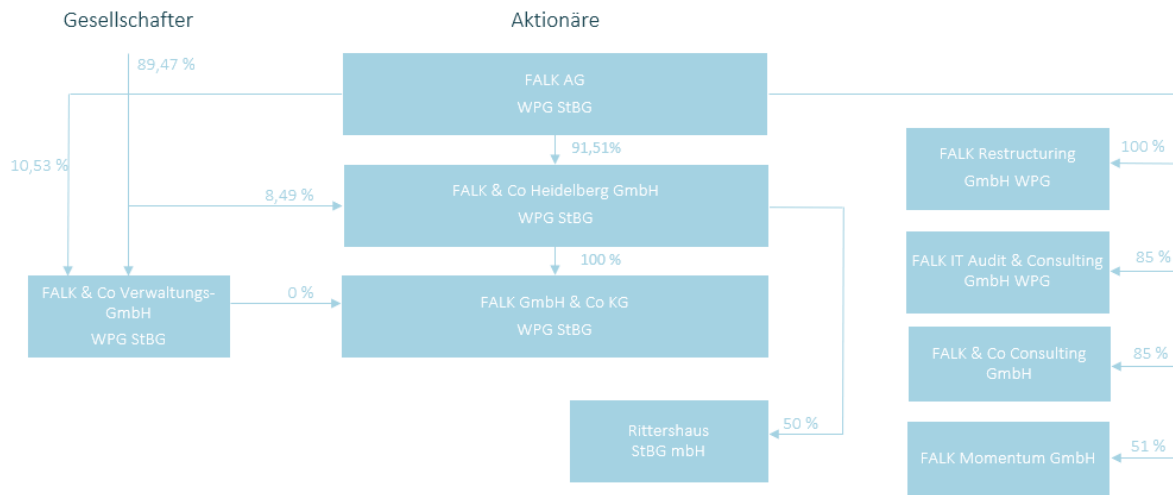 Gesellschafter
Aktionäre
89,47 %
FALK AG
WPG StBG
10,53 %
91,51%
FALK & Co Heidelberg GmbH
WPG StBG
8,49 %
100 %
FALK & Co Verwaltungs-
GmbH
WPG StBG
0 %
FALK GmbH & Co KG
WPG StBG
Rittershaus
StBG mbH
50 %
FALK Restructuring
GmbH WPG
100 %
FALK IT Audit & Consulting
GmbH WPG
85 %
FALK & Co Consulting
GmbH
85 %
FALK Momentum GmbH
51 %